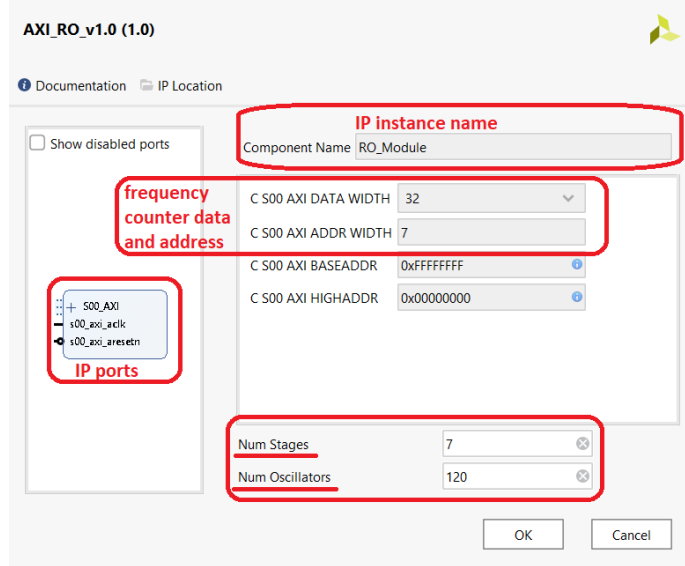 AXI_RO_v1.0 (1.0)
Documentation IP Location
Show disabled ports
IP instance name
Component Name RO_Module
frequency
counter data
and address
C S00 AXI DATA WIDTH 32
C S00 AXI ADDR WIDTH 7
C S00 AXI BASEADDR 0xFFFFFFFF
C S00 AXI HIGHADDR 0x00000000
S00_AXI
s00_axi_aclk
s00_axi_aresetn
IP ports
Num Stages 7
Num Oscillators 120
OK Cancel